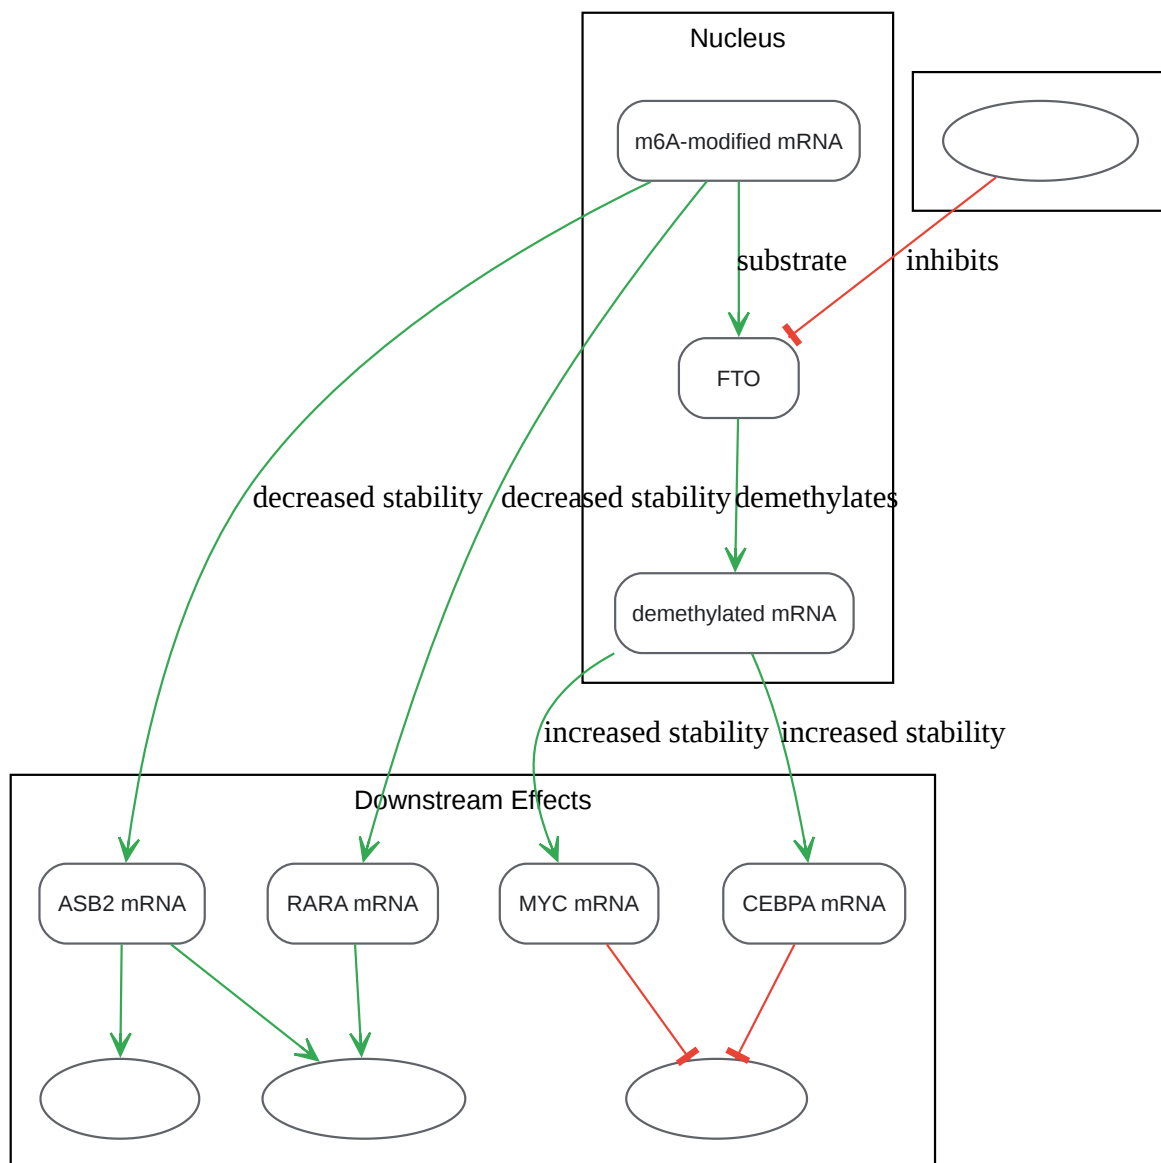 Nucleus
m6A-modified mRNA
substrate
inhibits
FTO
decreased stability
decreased stability
demethylates
demethylated mRNA
increased stability
increased stability
Downstream Effects
ASB2 mRNA
RARA mRNA
MYC mRNA
CEBPA mRNA